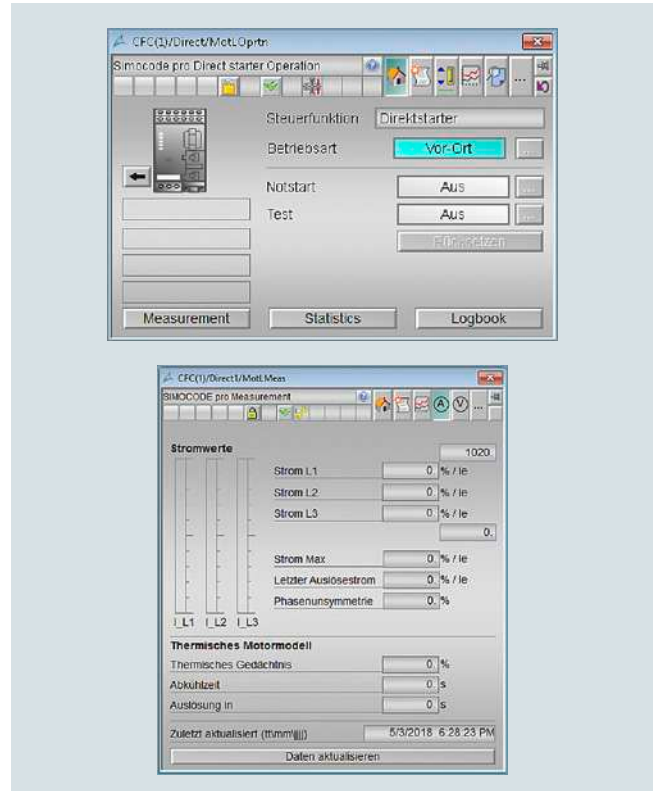 CFC(1)/Direct/MotLOprtn
Simocode pro Direct starter Operation
...
Steuerfunktion Direktstarter
Betriebsart Vor-Ort ...
Notstart Aus ...
Test Aus ...
Rücksetzen
Measurement Statistics Logbook
CFC(1)/Direct1/MotLMeas
SIMOCODE pro Measurement
A V ...
Stromwerte
1020.
Strom L1 0. % / Ie
Strom L2 0. % / Ie
Strom L3 0. % / Ie
0.
Strom Max 0. % / Ie
Letzter Auslösestrom 0. % / Ie
Phasenunsymmetrie 0. %
I_L1 I_L2 I_L3
Thermisches Motormodell
Thermisches Gedächtnis 0. %
Abkühlzeit 0. s
Auslösung in 0. s
Zuletzt aktualisiert (tt\mm\jjjj) 5/3/2018 6:28:23 PM
Daten aktualisieren